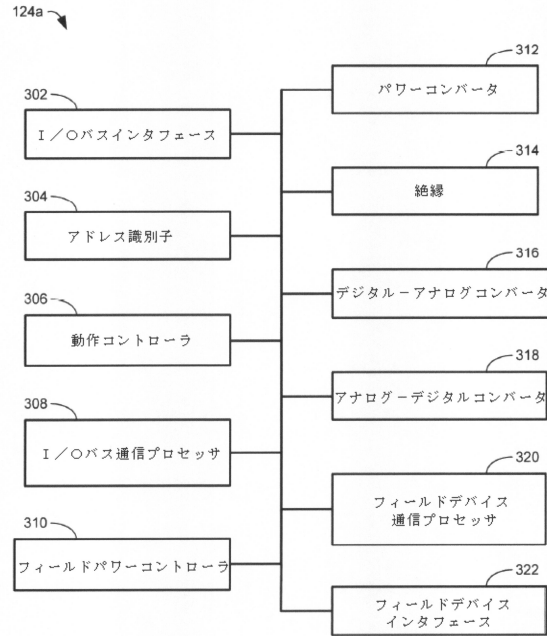 124a
302
I／Oバスインタフェース
304
アドレス識別子
306
動作コントローラ
308
I／Oバス通信プロセッサ
310
フィールドパワーコントローラ
312
パワーコンバータ
314
絶縁
316
デジタル－アナログコンバータ
318
アナログ－デジタルコンバータ
320
フィールドデバイス
通信プロセッサ
322
フィールドデバイス
インタフェース